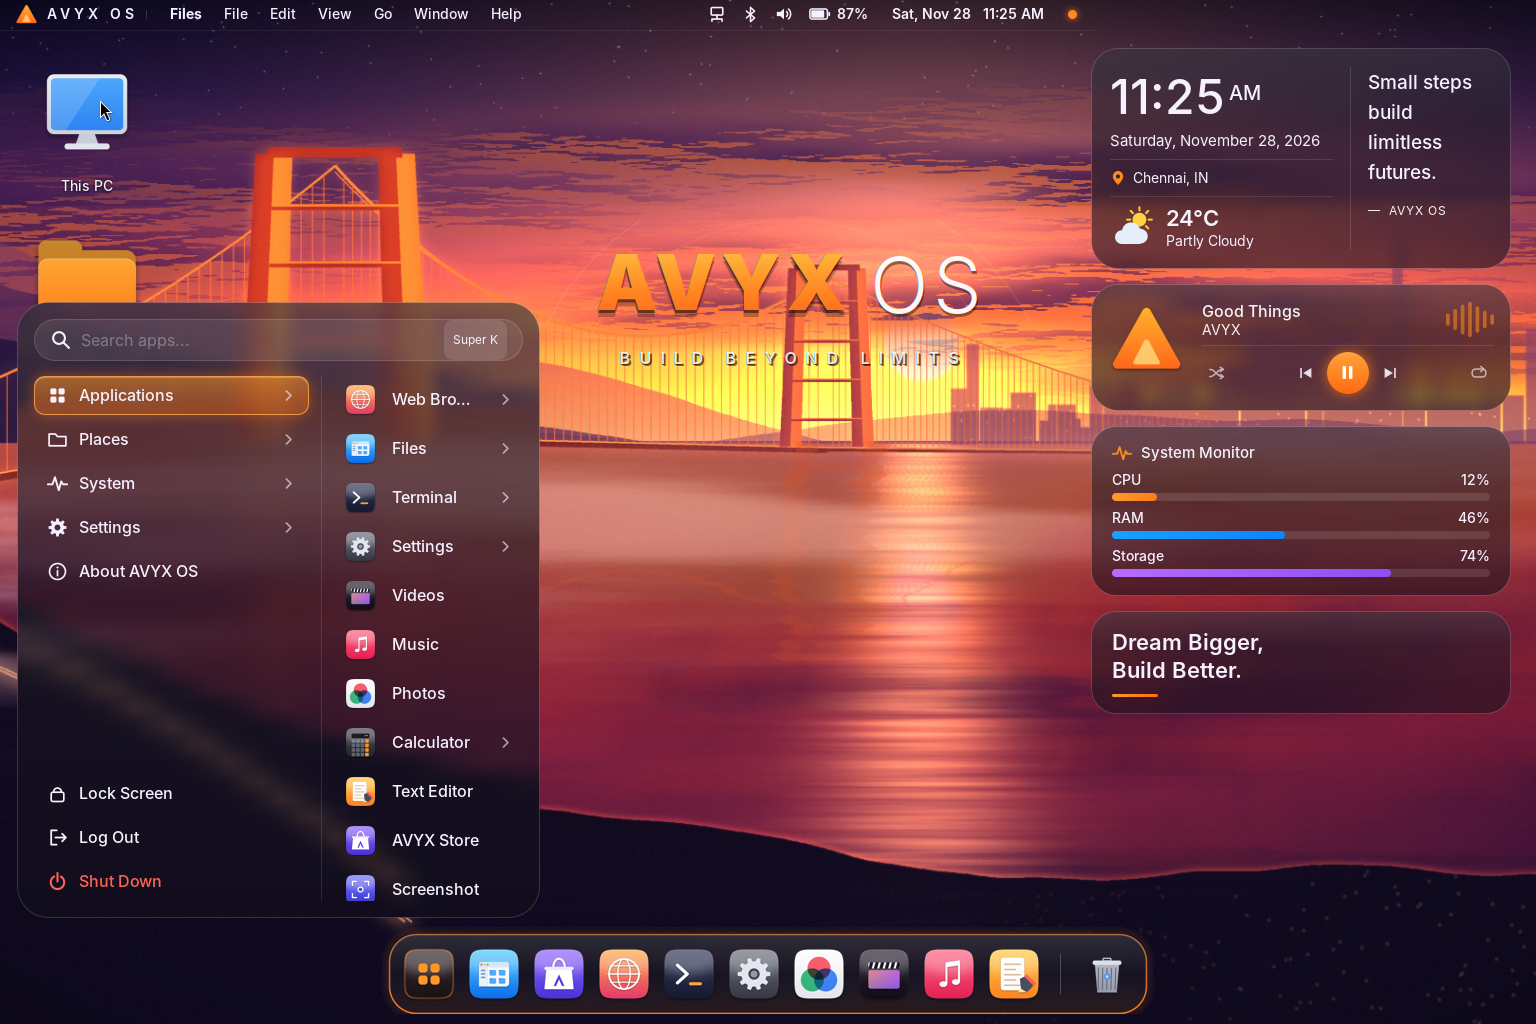 AVYX OS
Files File Edit View Go Window Help
87%
Sat, Nov 28 11:25 AM
This PC
AVYX OS
BUILD BEYOND LIMITS
Search apps...
Super K
Applications
Places
System
Settings
About AVYX OS
Lock Screen
Log Out
Shut Down
Web Bro...
Files
Terminal
Settings
Videos
Music
Photos
Calculator
Text Editor
AVYX Store
Screenshot
11:25 AM
Saturday, November 28, 2026
Chennai, IN
24°C
Partly Cloudy
Small steps
build
limitless
futures.
— AVYX OS
Good Things
AVYX
System Monitor
CPU 12%
RAM 46%
Storage 74%
Dream Bigger,
Build Better.